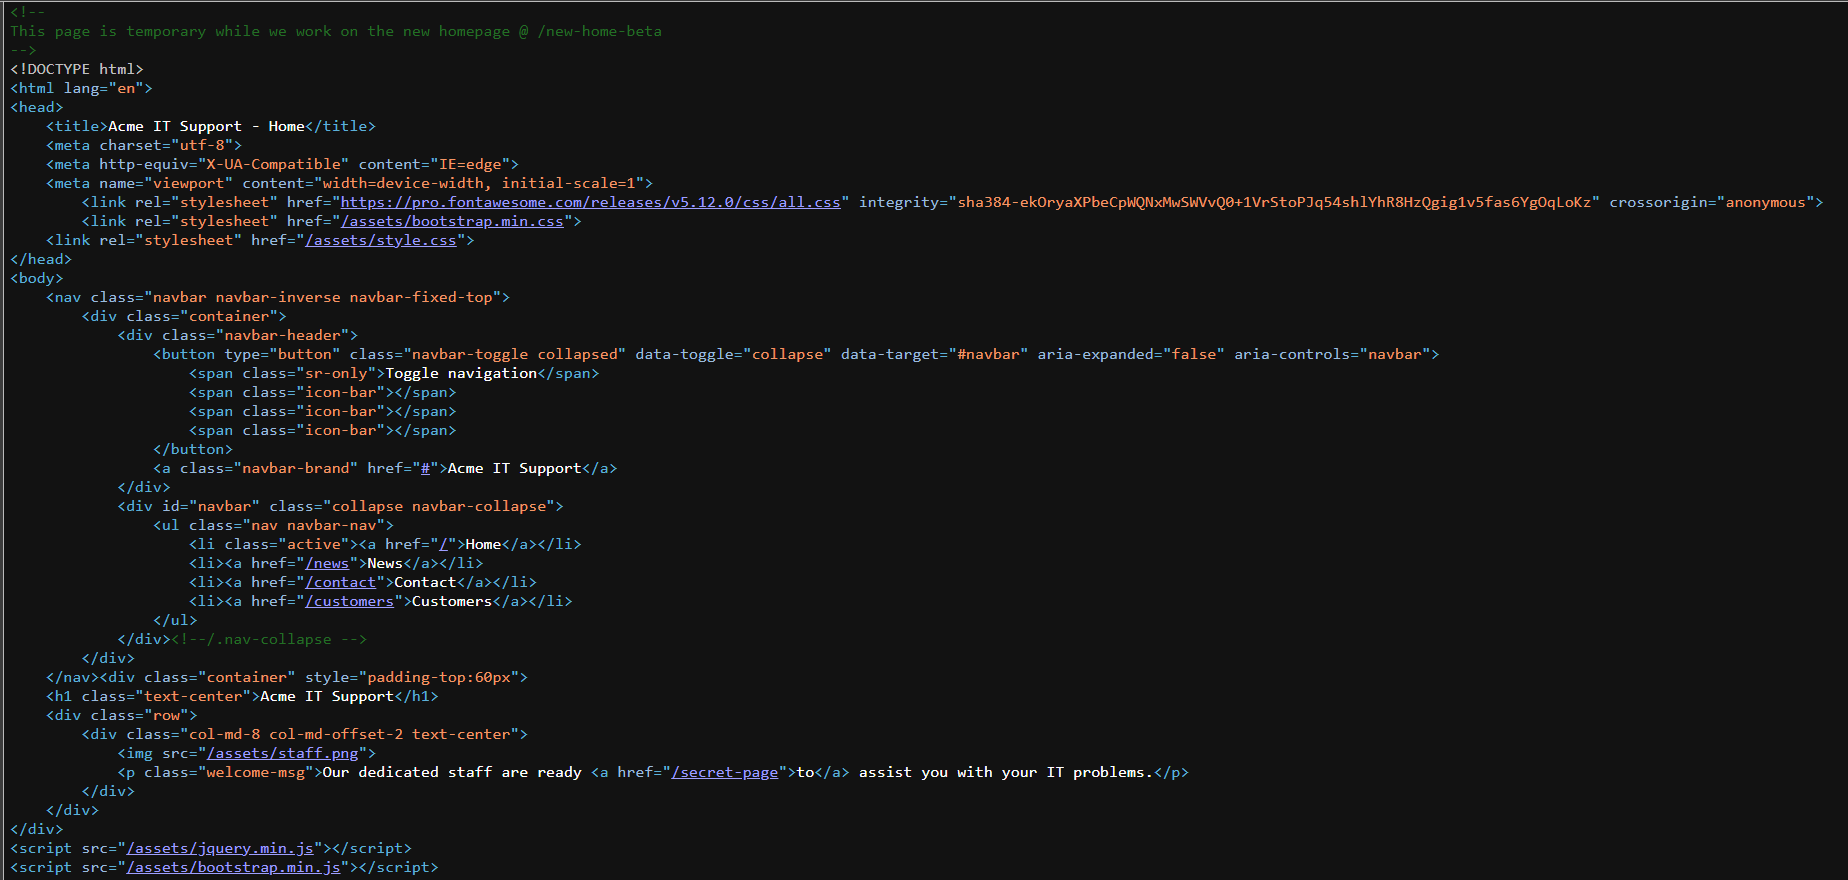 <!--
This page is temporary while we work on the new homepage @ /new-home-beta
-->
<!DOCTYPE html>
<html lang="en">
<head>
    <title>Acme IT Support - Home</title>
    <meta charset="utf-8">
    <meta http-equiv="X-UA-Compatible" content="IE=edge">
    <meta name="viewport" content="width=device-width, initial-scale=1">
        <link rel="stylesheet" href="https://pro.fontawesome.com/releases/v5.12.0/css/all.css" integrity="sha384-ekOryaXPbeCpWQNxMwSWVvQ0+1VrStoPJq54shlYhR8HzQgig1v5fas6YgOqLoKz" crossorigin="anonymous">
        <link rel="stylesheet" href="/assets/bootstrap.min.css">
    <link rel="stylesheet" href="/assets/style.css">
</head>
<body>
    <nav class="navbar navbar-inverse navbar-fixed-top">
        <div class="container">
            <div class="navbar-header">
                <button type="button" class="navbar-toggle collapsed" data-toggle="collapse" data-target="#navbar" aria-expanded="false" aria-controls="navbar">
                    <span class="sr-only">Toggle navigation</span>
                    <span class="icon-bar"></span>
                    <span class="icon-bar"></span>
                    <span class="icon-bar"></span>
                </button>
                <a class="navbar-brand" href="#">Acme IT Support</a>
            </div>
            <div id="navbar" class="collapse navbar-collapse">
                <ul class="nav navbar-nav">
                    <li class="active"><a href="/">Home</a></li>
                    <li><a href="/news">News</a></li>
                    <li><a href="/contact">Contact</a></li>
                    <li><a href="/customers">Customers</a></li>
                </ul>
            </div><!--/.nav-collapse -->
        </div>
    </nav><div class="container" style="padding-top:60px">
    <h1 class="text-center">Acme IT Support</h1>
    <div class="row">
        <div class="col-md-8 col-md-offset-2 text-center">
            <img src="/assets/staff.png">
            <p class="welcome-msg">Our dedicated staff are ready <a href="/secret-page">to</a> assist you with your IT problems.</p>
        </div>
    </div>
</div>
<script src="/assets/jquery.min.js"></script>
<script src="/assets/bootstrap.min.js"></script>